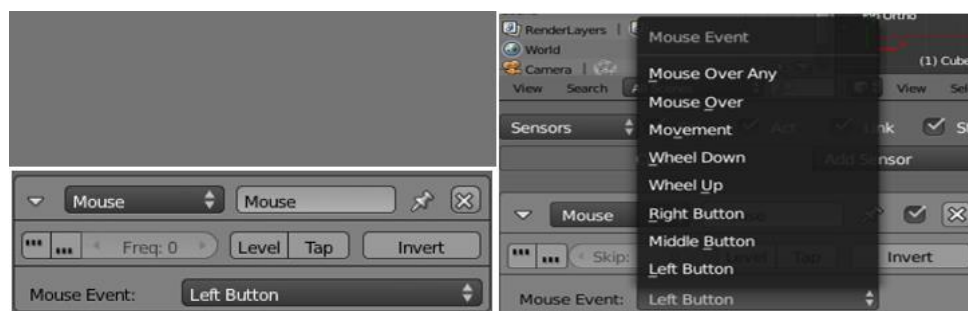 Mouse
Mouse
Freq: 0
Level
Tap
Invert
Mouse Event:
Left Button
RenderLayers
World
Camera
View
Search
Ortho
(1) Cube
View
Mouse Event
Mouse Over Any
Mouse Over
Movement
Wheel Down
Wheel Up
Right Button
Middle Button
Left Button
Sensors
Sensor
Mouse
Skip:
Invert
Mouse Event:
Left Button